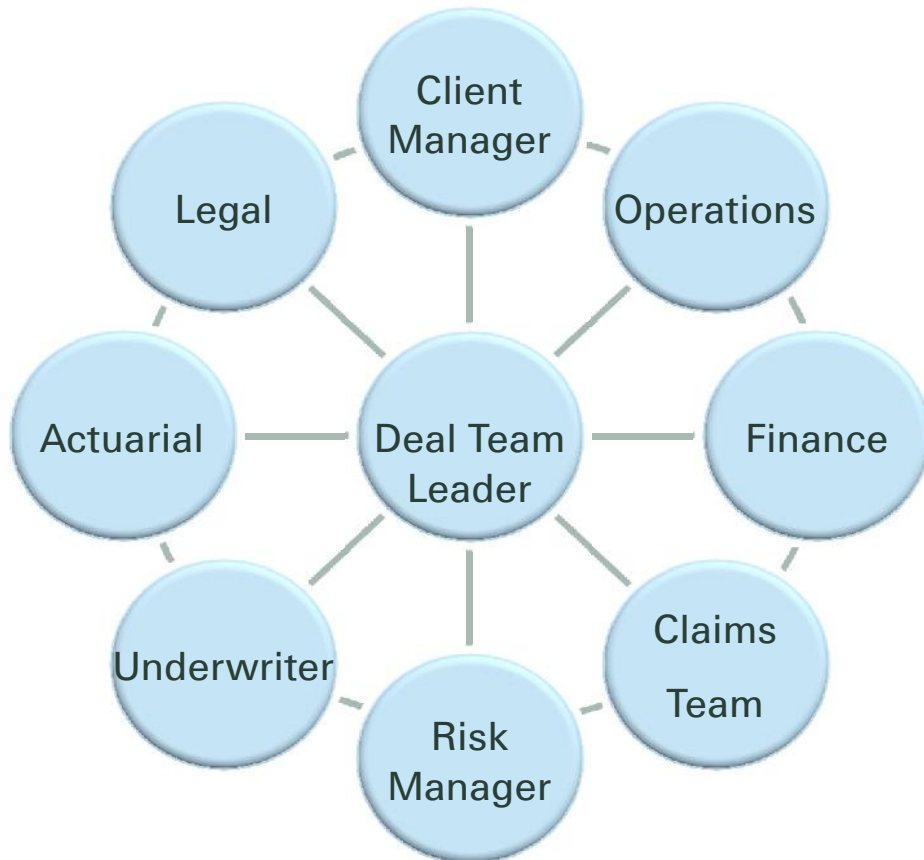 Client
Manager
Legal
Operations
Actuarial
Deal Team
Leader
Finance
Underwriter
Claims
Team
Risk
Manager